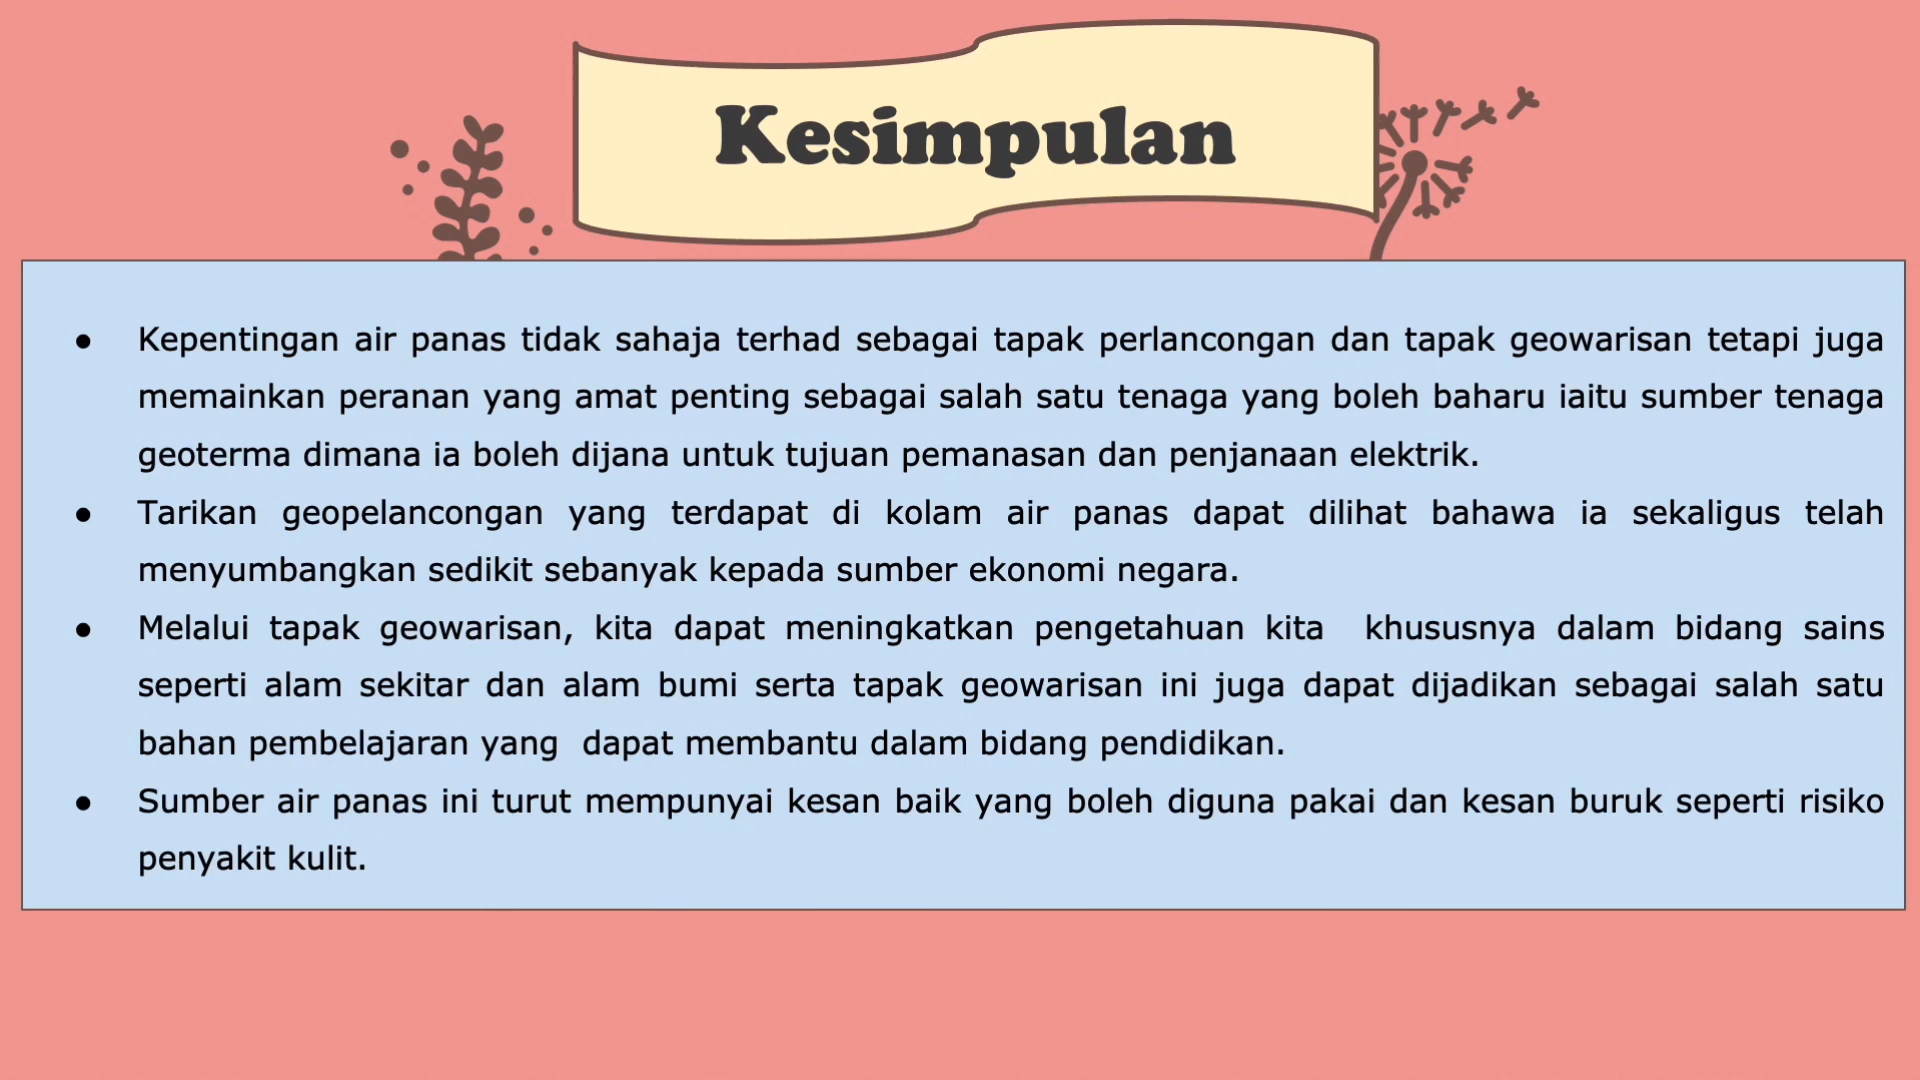 Kesimpulan
● Kepentingan air panas tidak sahaja terhad sebagai tapak perlancongan dan tapak geowarisan tetapi juga
memainkan peranan yang amat penting sebagai salah satu tenaga yang boleh baharu iaitu sumber tenaga
geoterma dimana ia boleh dijana untuk tujuan pemanasan dan penjanaan elektrik.
● Tarikan geopelancongan yang terdapat di kolam air panas dapat dilihat bahawa ia sekaligus telah
menyumbangkan sedikit sebanyak kepada sumber ekonomi negara.
● Melalui tapak geowarisan, kita dapat meningkatkan pengetahuan kita khususnya dalam bidang sains
seperti alam sekitar dan alam bumi serta tapak geowarisan ini juga dapat dijadikan sebagai salah satu
bahan pembelajaran yang dapat membantu dalam bidang pendidikan.
● Sumber air panas ini turut mempunyai kesan baik yang boleh diguna pakai dan kesan buruk seperti risiko
penyakit kulit.